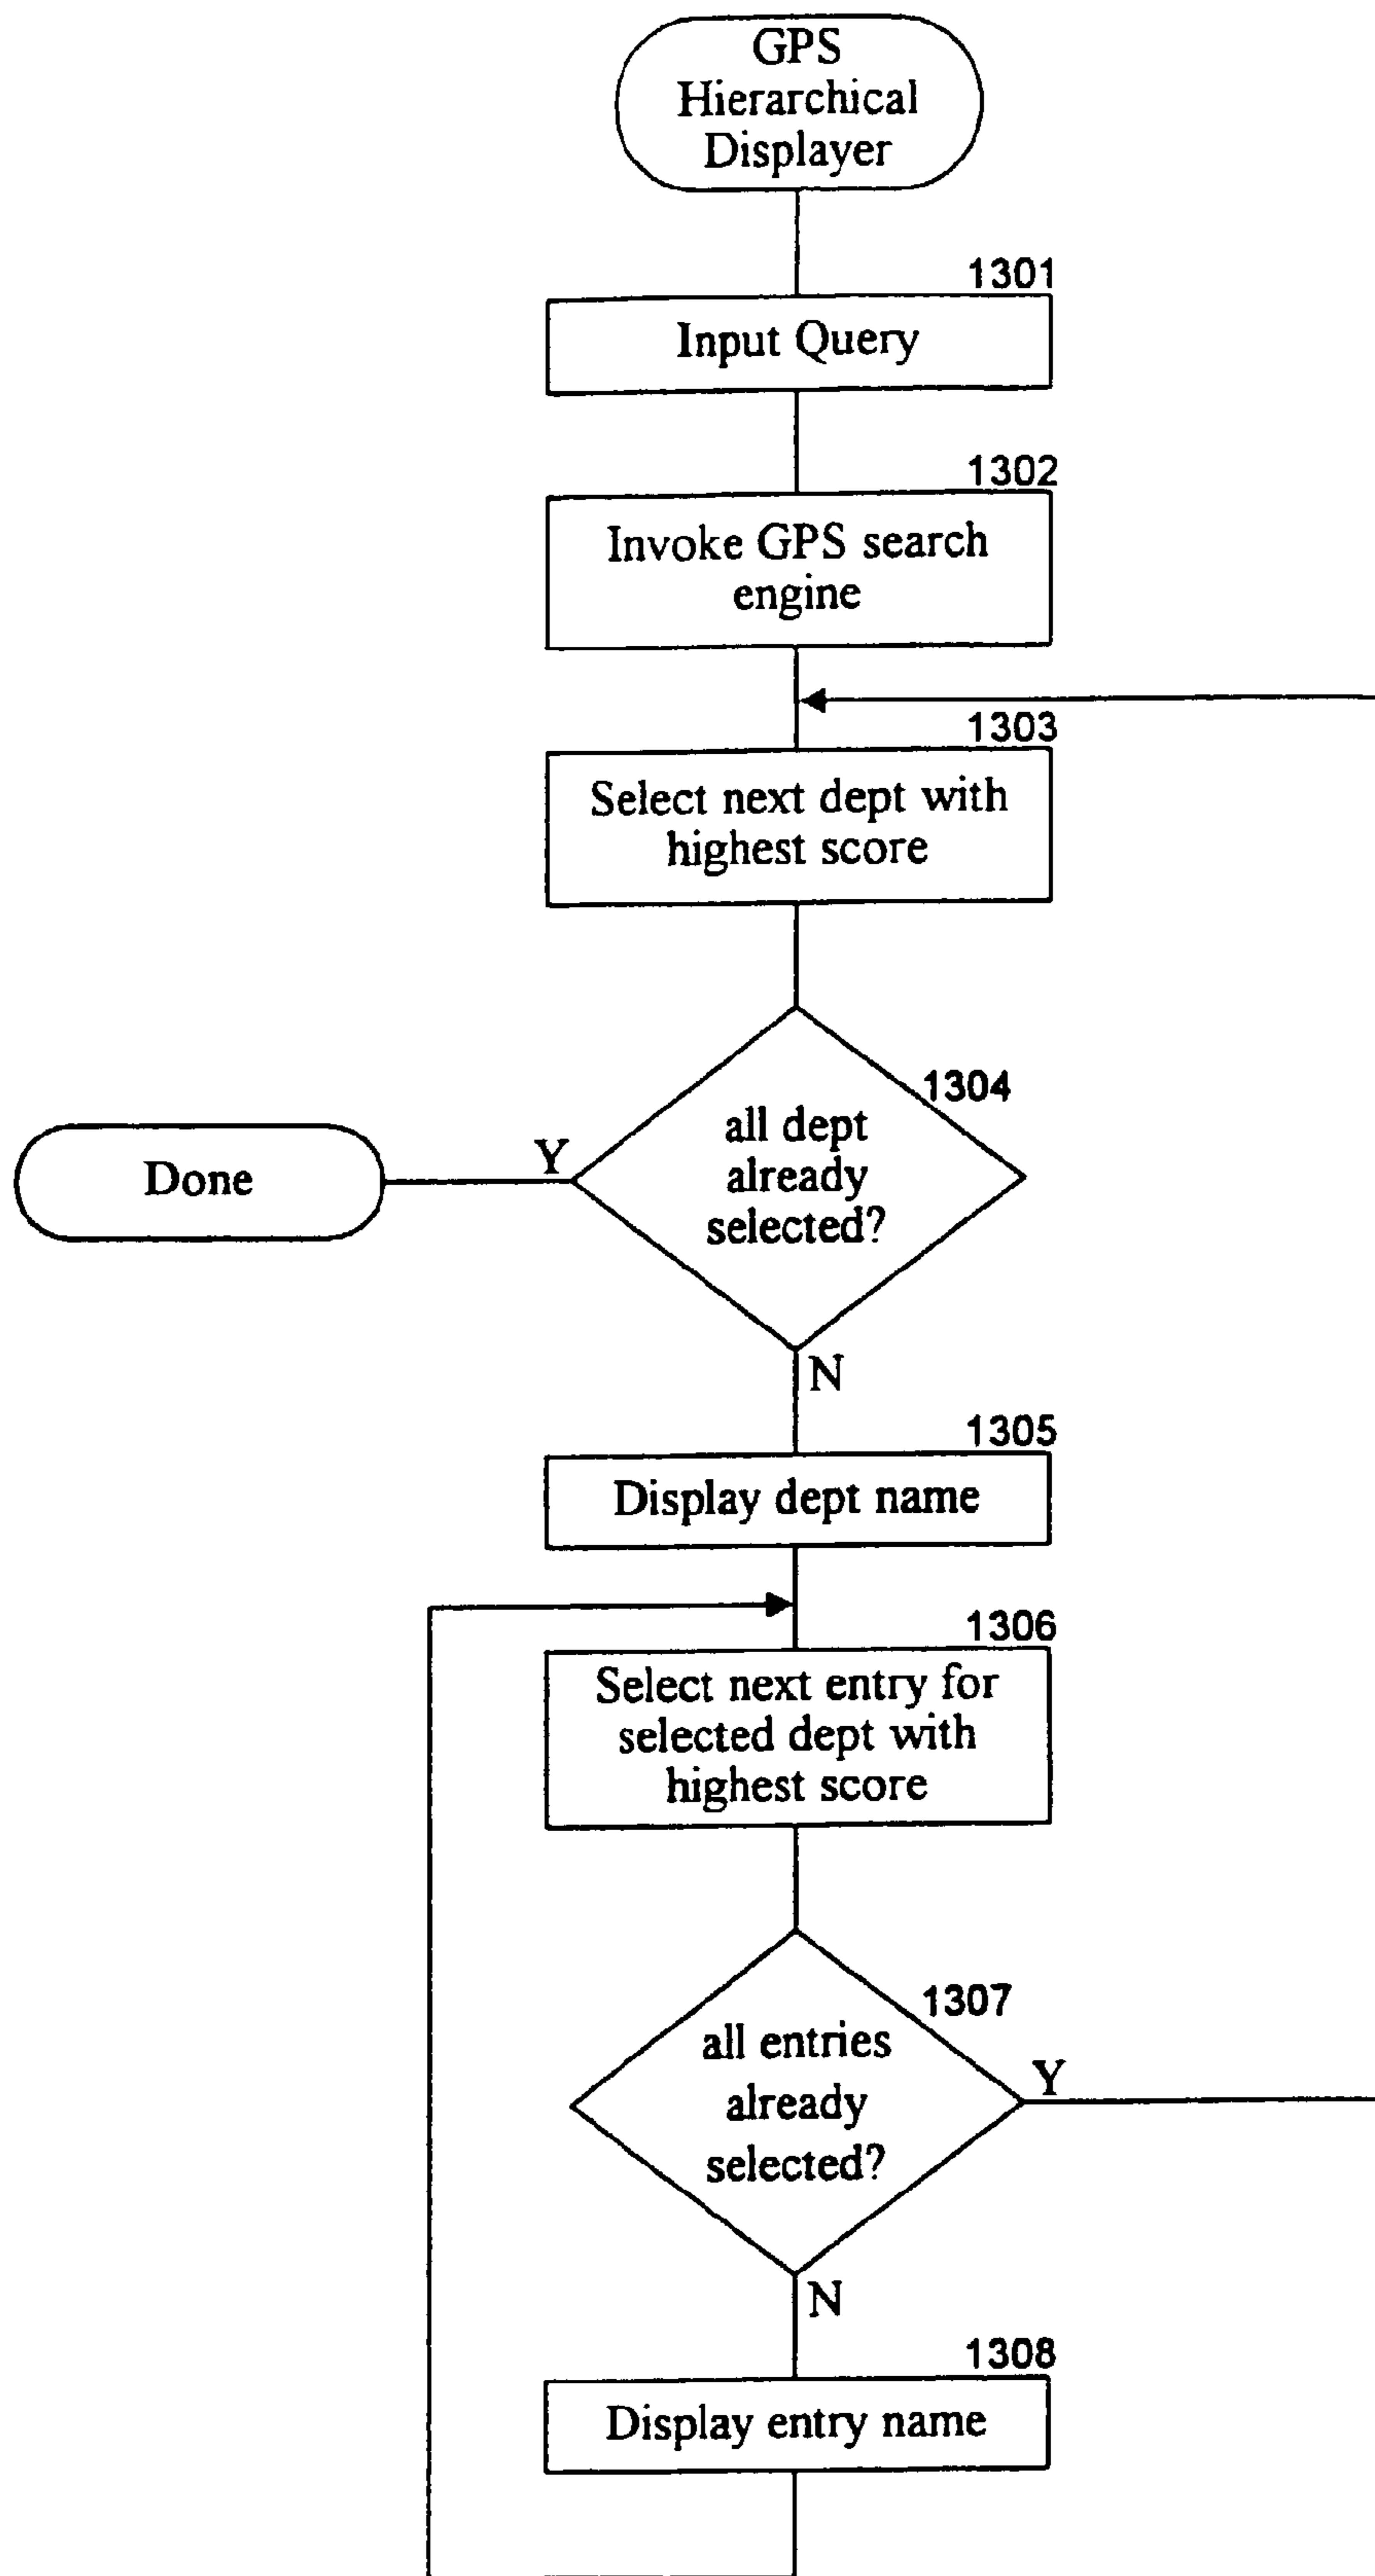 GPS
Hierarchical
Displayer
1301
Input Query
1302
Invoke GPS search
engine
1303
Select next dept with
highest score
1304
all dept
already
selected?
Y
Done
N
1305
Display dept name
1306
Select next entry for
selected dept with
highest score
1307
all entries
already
selected?
Y
N
1308
Display entry name